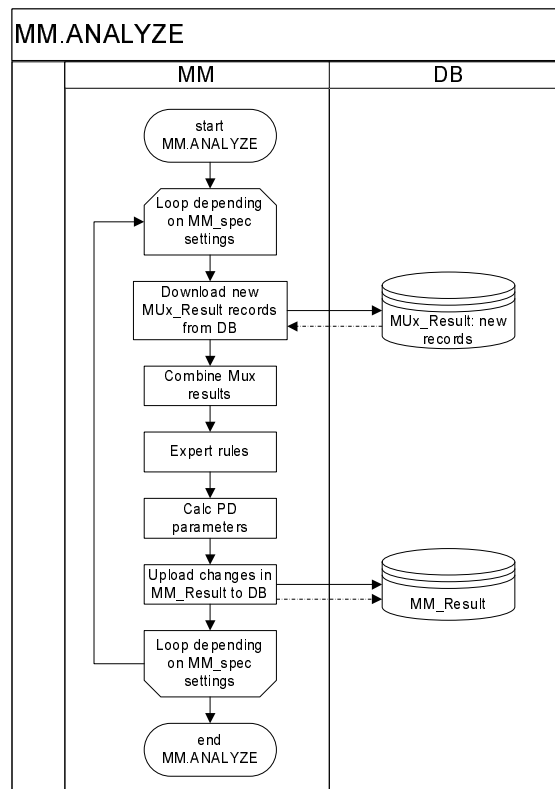 MM.ANALYZE
MM
DB
start
MM.ANALYZE
Loop depending
on MM_spec
settings
Download new
MUx_Result records
from DB
MUx_Result: new
records
Combine Mux
results
Expert rules
Calc PD
parameters
Upload changes in
MM_Result to DB
MM_Result
Loop depending
on MM_spec
settings
end
MM.ANALYZE